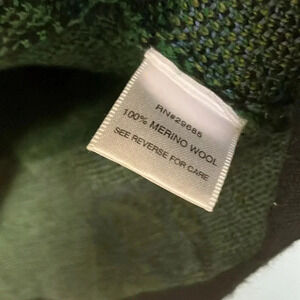 RN#29685
100% MERINO WOOL
SEE REVERSE FOR CARE